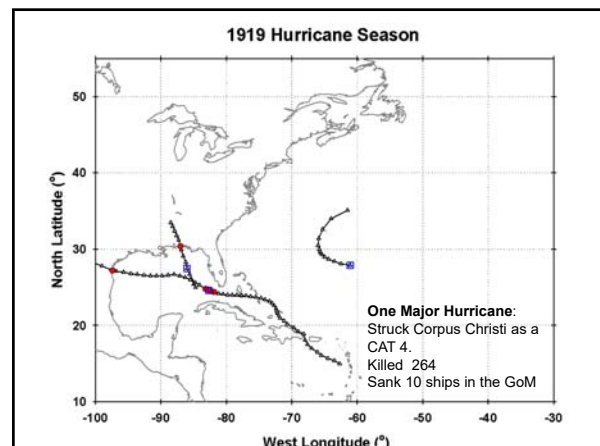 1919 Hurricane Season
50
40
30
20
10
North Latitude (°)
One Major Hurricane:
Struck Corpus Christi as a
CAT 4.
Killed 264
Sank 10 ships in the GoM
-100 -90 -80 -70 -60 -50 -40 -30
West Longitude (°)